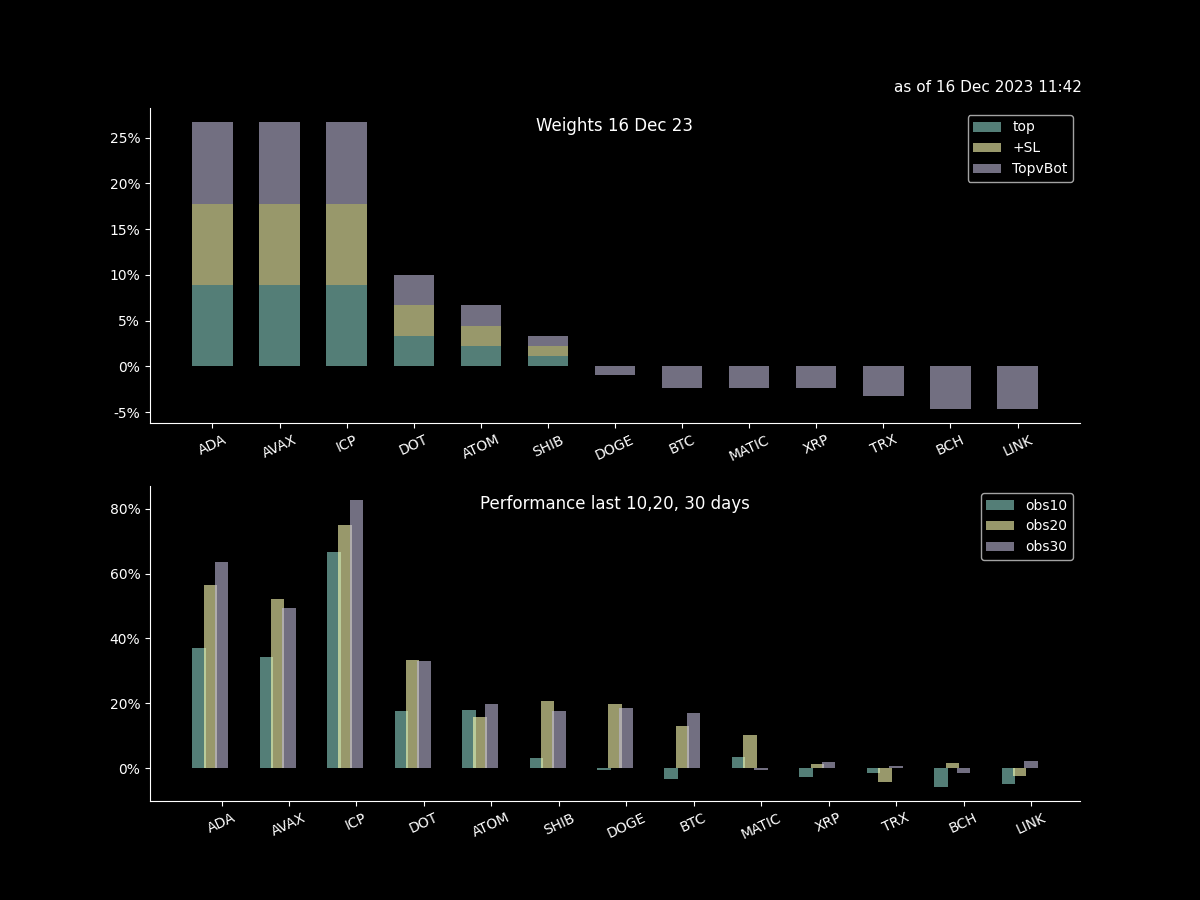 as of 16 Dec 2023 11:42
Weights 16 Dec 23
top
+SL
TopvBot
25%
20%
15%
10%
5%
0%
-5%
ADA AVAX ICP DOT ATOM SHIB DOGE BTC MATIC XRP TRX BCH LINK
Performance last 10,20, 30 days
obs10
obs20
obs30
80%
60%
40%
20%
0%
ADA AVAX ICP DOT ATOM SHIB DOGE BTC MATIC XRP TRX BCH LINK